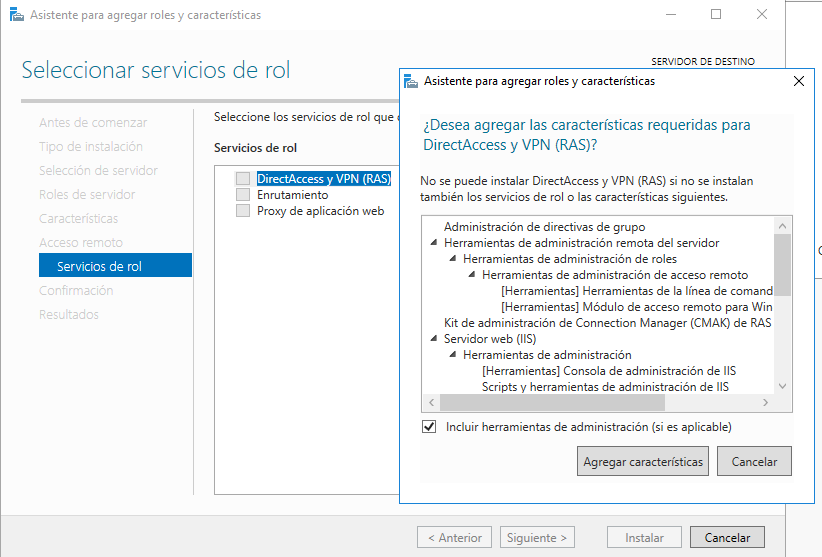 Asistente para agregar roles y características
Seleccionar servicios de rol
SERVIDOR DE DESTINO
Antes de comenzar
Tipo de instalación
Selección de servidor
Roles de servidor
Características
Acceso remoto
Servicios de rol
Confirmación
Resultados
Seleccione los servicios de rol que
Servicios de rol
DirectAccess y VPN (RAS)
Enrutamiento
Proxy de aplicación web
Asistente para agregar roles y características
¿Desea agregar las características requeridas para
DirectAccess y VPN (RAS)?
No se puede instalar DirectAccess y VPN (RAS) si no se instalan
también los servicios de rol o las características siguientes.
Administración de directivas de grupo
Herramientas de administración remota del servidor
Herramientas de administración de roles
Herramientas de administración de acceso remoto
[Herramientas] Herramientas de la línea de comand
[Herramientas] Módulo de acceso remoto para Win
Kit de administración de Connection Manager (CMAK) de RAS
Servidor web (IIS)
Herramientas de administración
[Herramientas] Consola de administración de IIS
Scripts y herramientas de administración de IIS
Incluir herramientas de administración (si es aplicable)
Agregar características
Cancelar
< Anterior
Siguiente >
Instalar
Cancelar